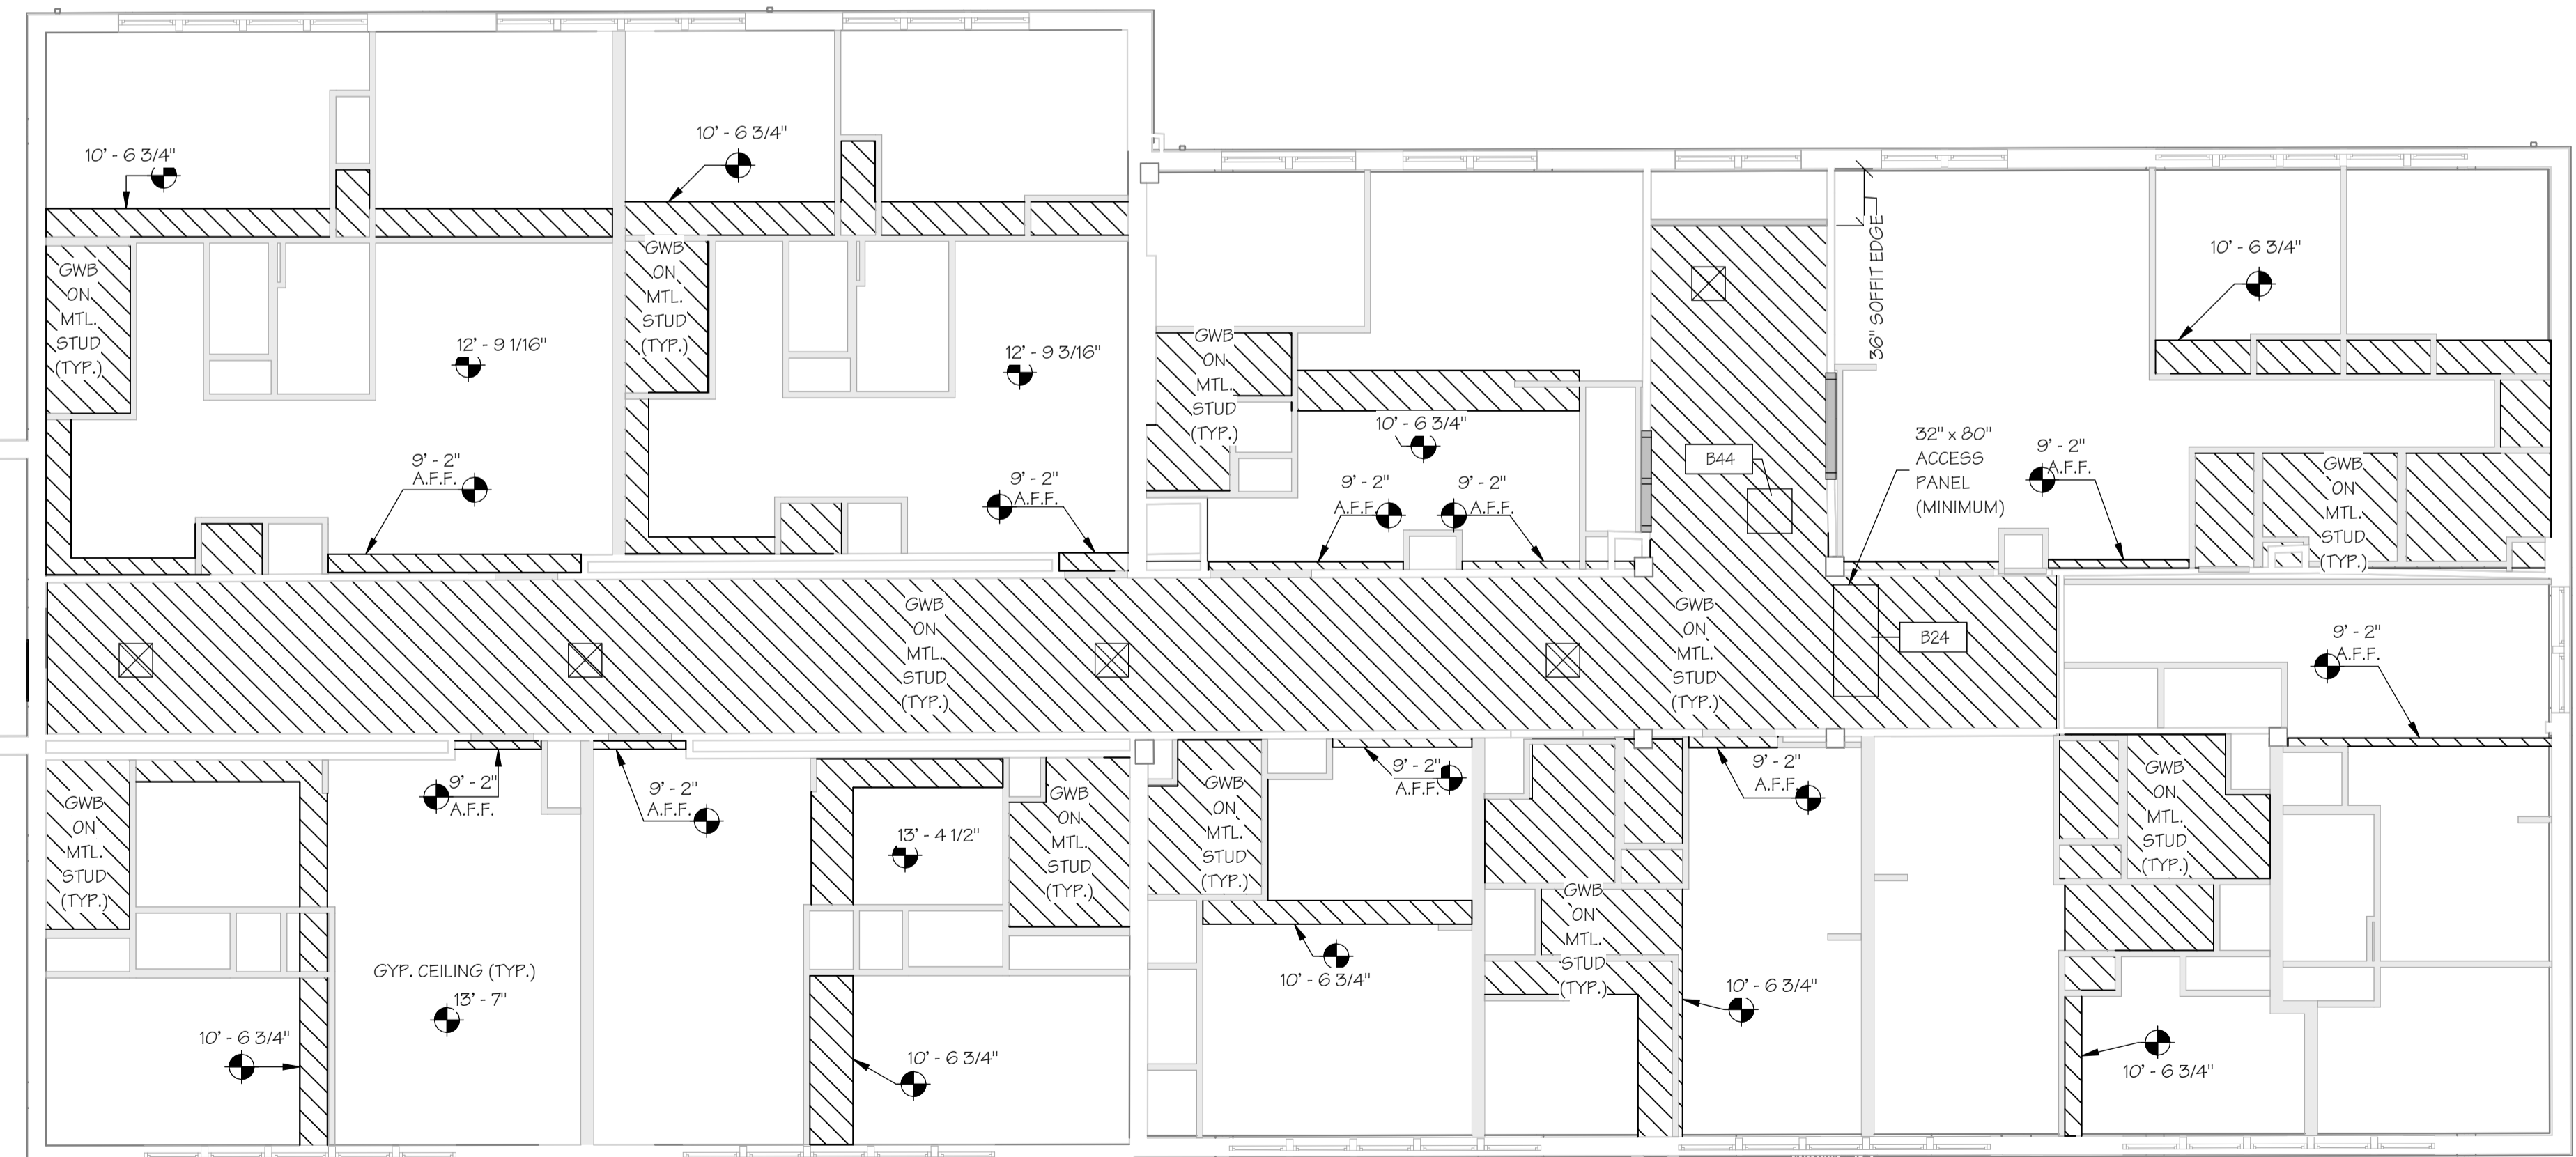 10' - 6 3/4"
10' - 6 3/4"
36" SOFFIT EDGE
10' - 6 3/4"
GWB
ON
MTL.
STUD
(TYP.)
GWB
ON
MTL.
STUD
(TYP.)
12' - 9 1/16"
12' - 9 3/16"
GWB
ON
MTL.
STUD
(TYP.)
10' - 6 3/4"
B44
32" x 80"
ACCESS
PANEL
(MINIMUM)
9' - 2"
A.F.F.
GWB
ON
MTL.
STUD
(TYP.)
9' - 2"
A.F.F.
9' - 2"
A.F.F.
9' - 2"
A.F.F.
9' - 2"
A.F.F.
GWB
ON
MTL.
STUD
(TYP.)
GWB
ON
MTL.
STUD
(TYP.)
B24
9' - 2"
A.F.F.
GWB
ON
MTL.
STUD
(TYP.)
9' - 2"
A.F.F.
9' - 2"
A.F.F.
13' - 4 1/2"
GWB
ON
MTL.
STUD
(TYP.)
GWB
ON
MTL.
STUD
(TYP.)
9' - 2"
A.F.F.
9' - 2"
A.F.F.
GWB
ON
MTL.
STUD
(TYP.)
GWB
ON
MTL.
STUD
(TYP.)
GYP. CEILING (TYP.)
13' - 7"
10' - 6 3/4"
10' - 6 3/4"
10' - 6 3/4"
10' - 6 3/4"
10' - 6 3/4"